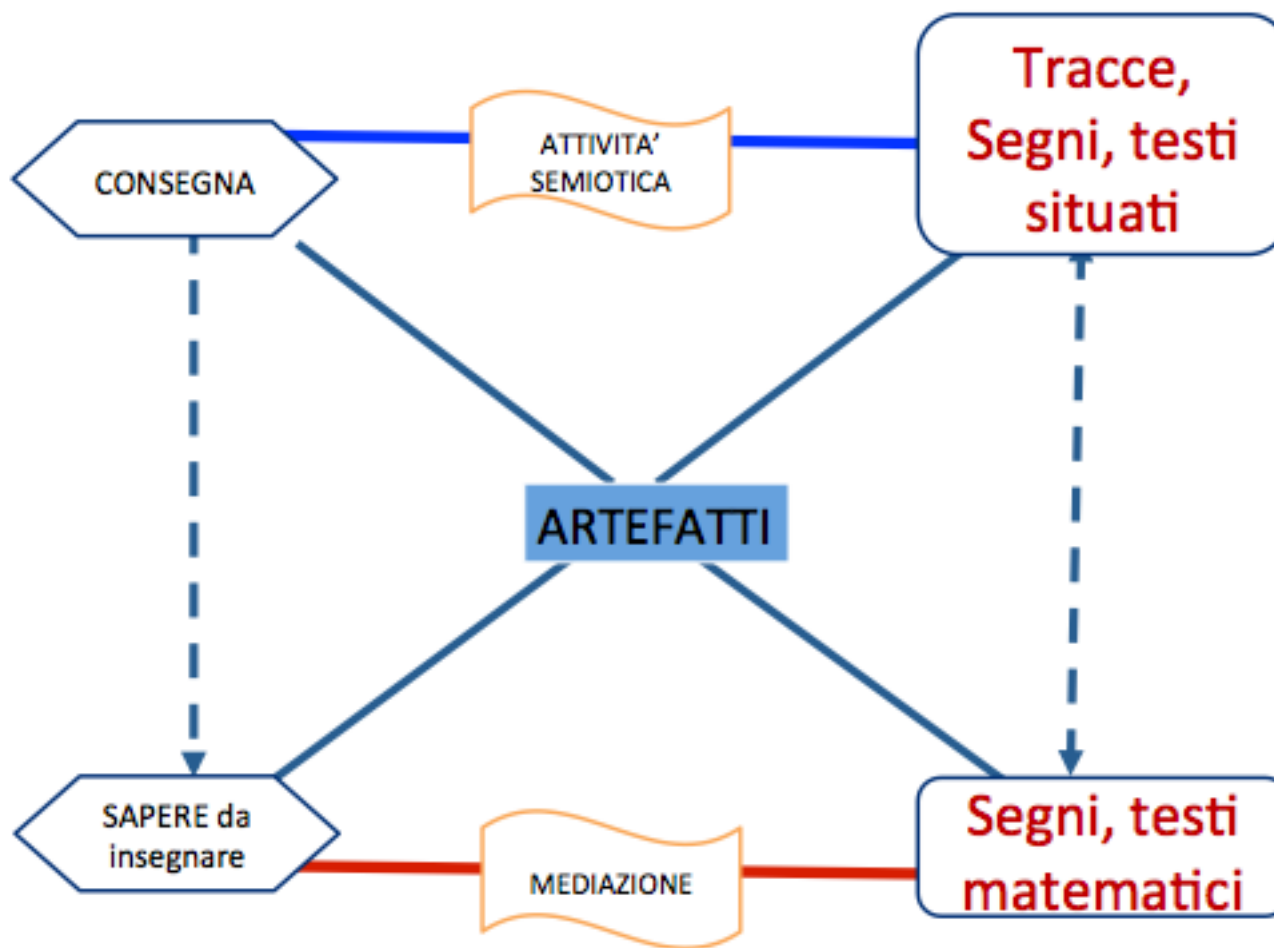 CONSEGNA
ATTIVITA’
SEMIOTICA
Tracce,
Segni, testi
situati
ARTEFATTI
SAPERE da
insegnare
MEDIAZIONE
Segni, testi
matematici